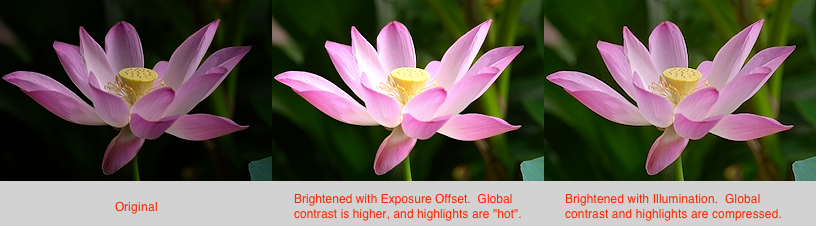 Original
Brightened with Exposure Offset.  Global
contrast is higher, and highlights are "hot".
Brightened with Illumination.  Global
contrast and highlights are compressed.